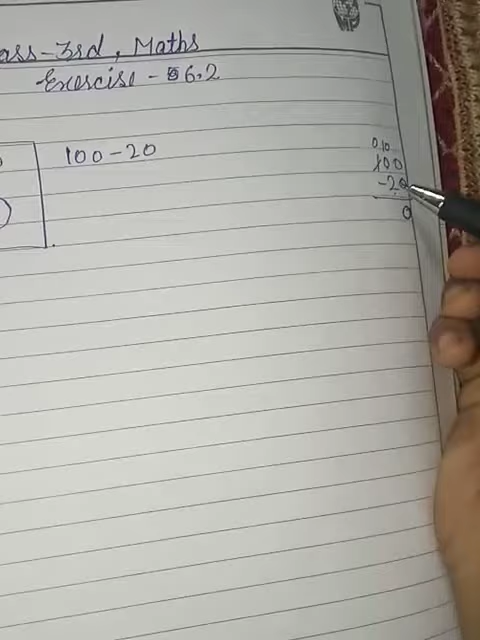 ass-3rd, Maths
Exercise - 6.2
100-20
0 10
100
-20
0